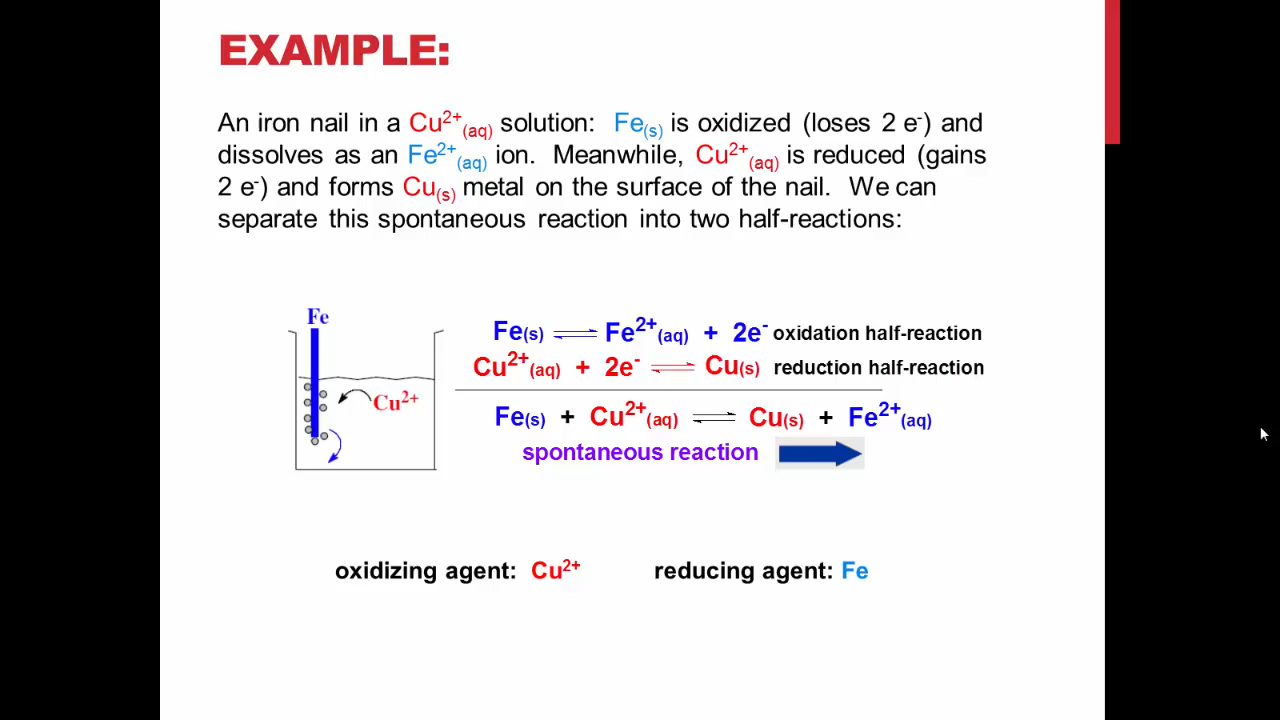 EXAMPLE:
An iron nail in a Cu²⁺(aq) solution: Fe(s) is oxidized (loses 2 e⁻) and
dissolves as an Fe²⁺(aq) ion. Meanwhile, Cu²⁺(aq) is reduced (gains
2 e⁻) and forms Cu(s) metal on the surface of the nail. We can
separate this spontaneous reaction into two half-reactions:
Fe
Cu²⁺
Fe(s) ⇌ Fe²⁺(aq) + 2e⁻ oxidation half-reaction
Cu²⁺(aq) + 2e⁻ ⇌ Cu(s) reduction half-reaction
Fe(s) + Cu²⁺(aq) ⇌ Cu(s) + Fe²⁺(aq)
spontaneous reaction
oxidizing agent: Cu²⁺ reducing agent: Fe